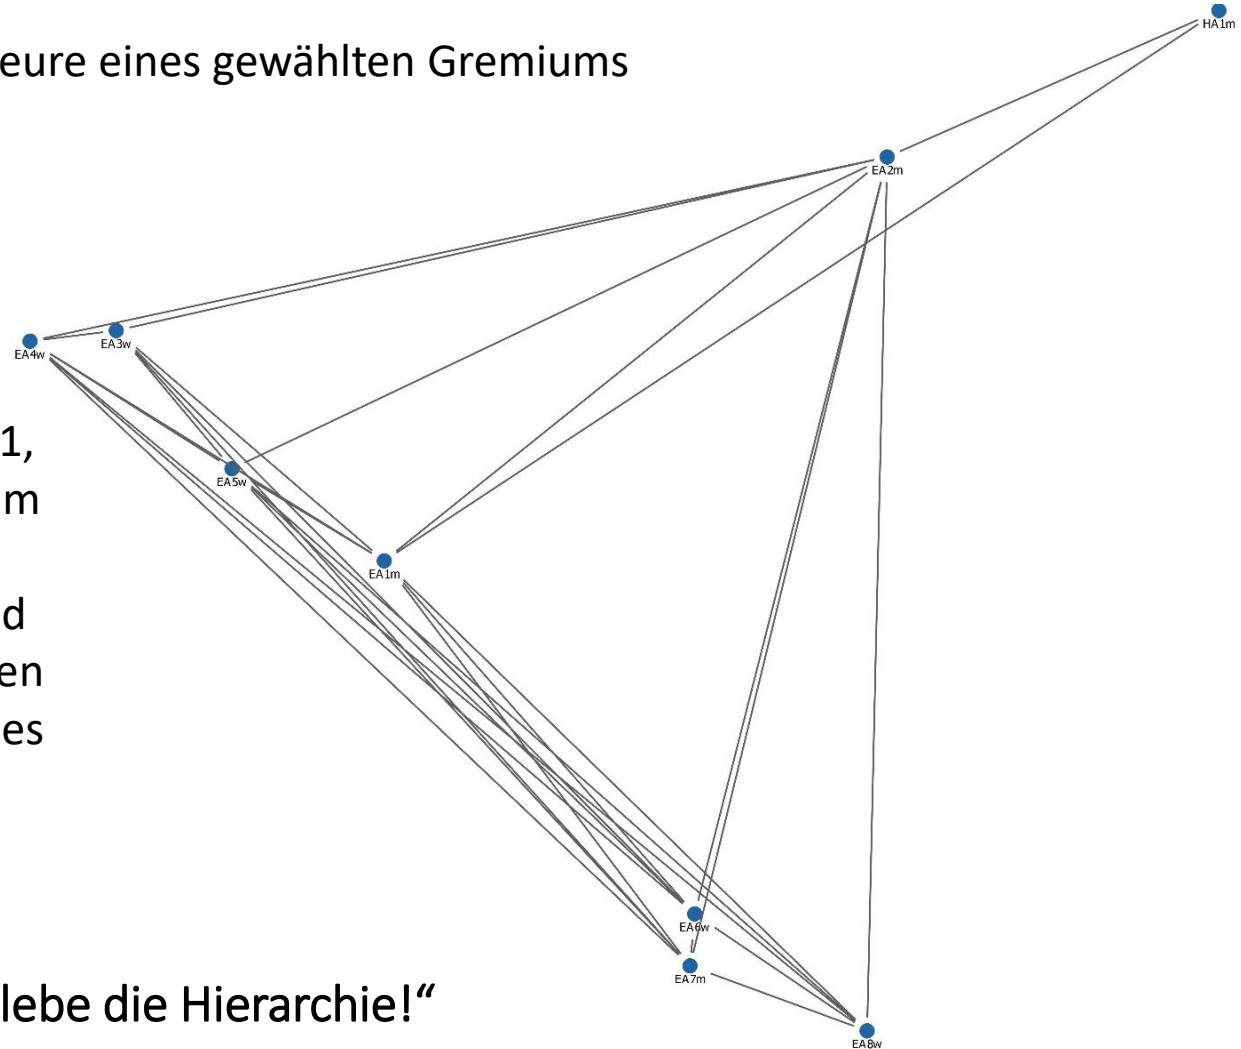 HA1m
eure eines gewählten Gremiums
EA2m
EA3w
EA4w
1,
m
EA5w
EA1m
d
en
es
EA6w
EA7m
lebe die Hierarchie!“
EA8w